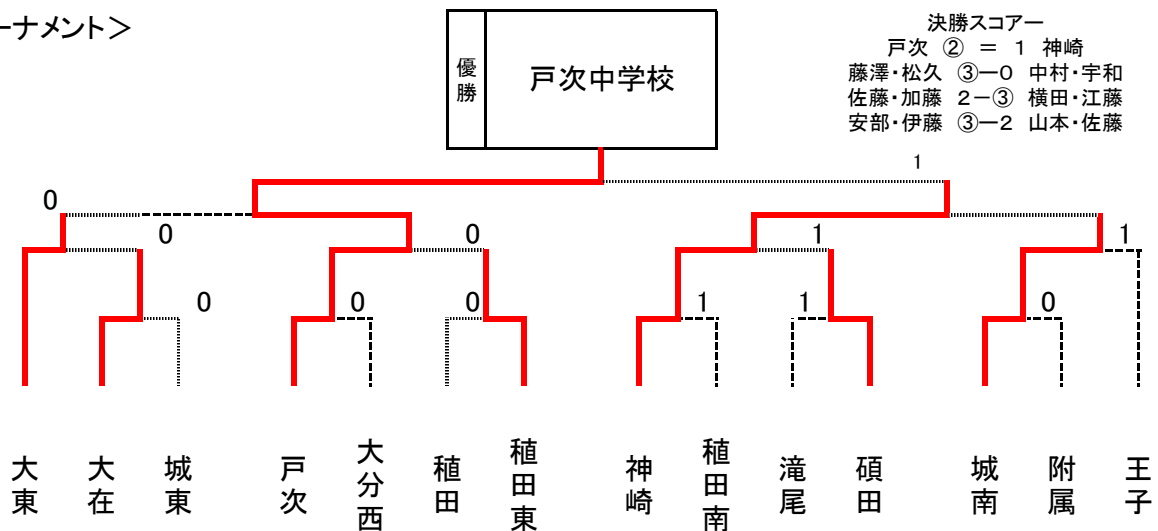 ーナメント＞
優勝
戸次中学校
決勝スコアー
戸次 ② ＝ 1 神崎
藤澤・松久 ③ー0 中村・宇和
佐藤・加藤 2－③ 横田・江藤
安部・伊藤 ③ー2 山本・佐藤
1
0
0 0 1 1
0 0 0 1 1 0
大東
大在
城東
戸次
大分西
稙田
稙田東
神崎
稙田南
滝尾
碩田
城南
附属
王子